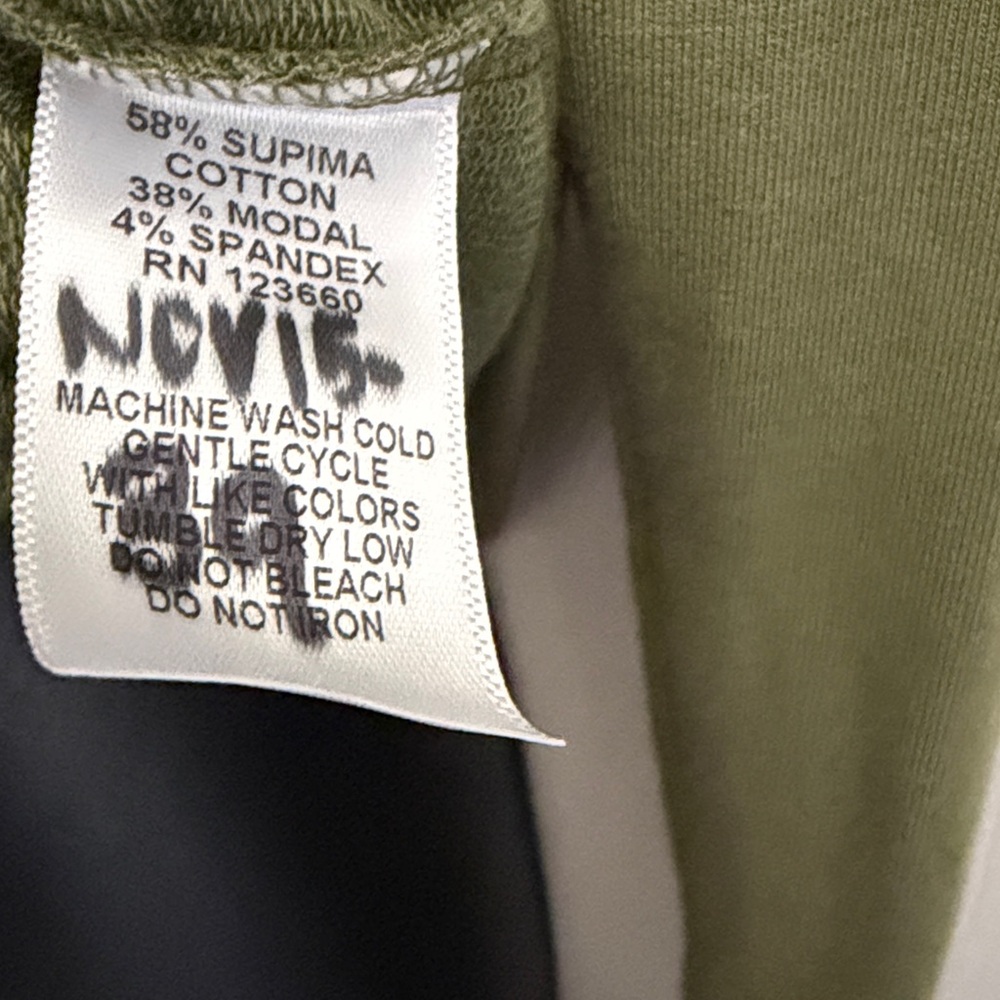 58% SUPIMA
COTTON
38% MODAL
4% SPANDEX
RN 123660
NOV15-
MACHINE WASH COLD
GENTLE CYCLE
WITH LIKE COLORS
TUMBLE DRY LOW
DO NOT BLEACH
DO NOT IRON